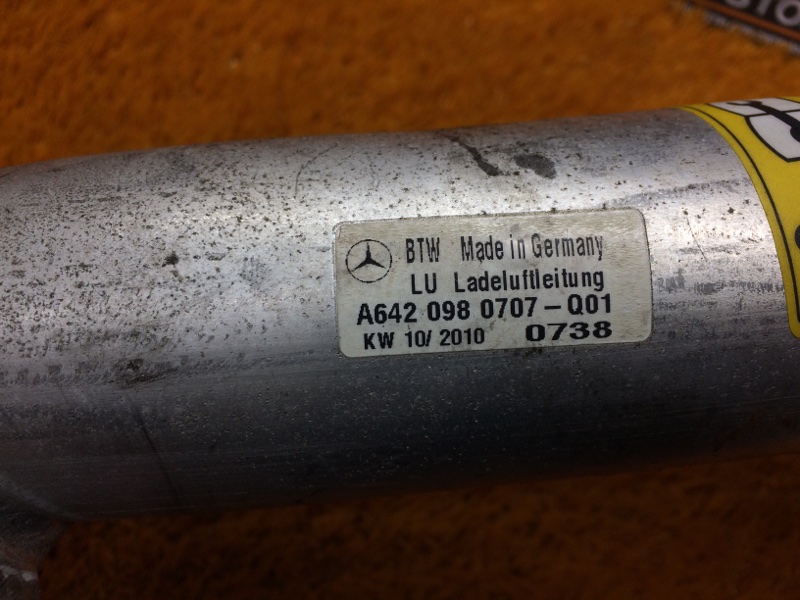 BTW Made in Germany
LU Ladeluftleitung
A642 098 0707-Q01
KW 10/ 2010 0738